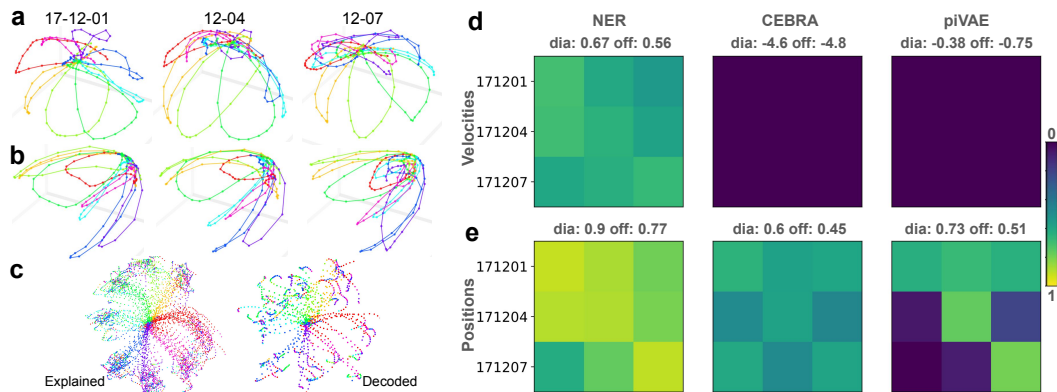 a
17-12-01
12-04
12-07
b
c
Explained
Decoded
d
NER
CEBRA
piVAE
dia: 0.67 off: 0.56
dia: -4.6 off: -4.8
dia: -0.38 off: -0.75
Velocities
171201
171204
171207
e
dia: 0.9 off: 0.77
dia: 0.6 off: 0.45
dia: 0.73 off: 0.51
Positions
171201
171204
171207
0
1